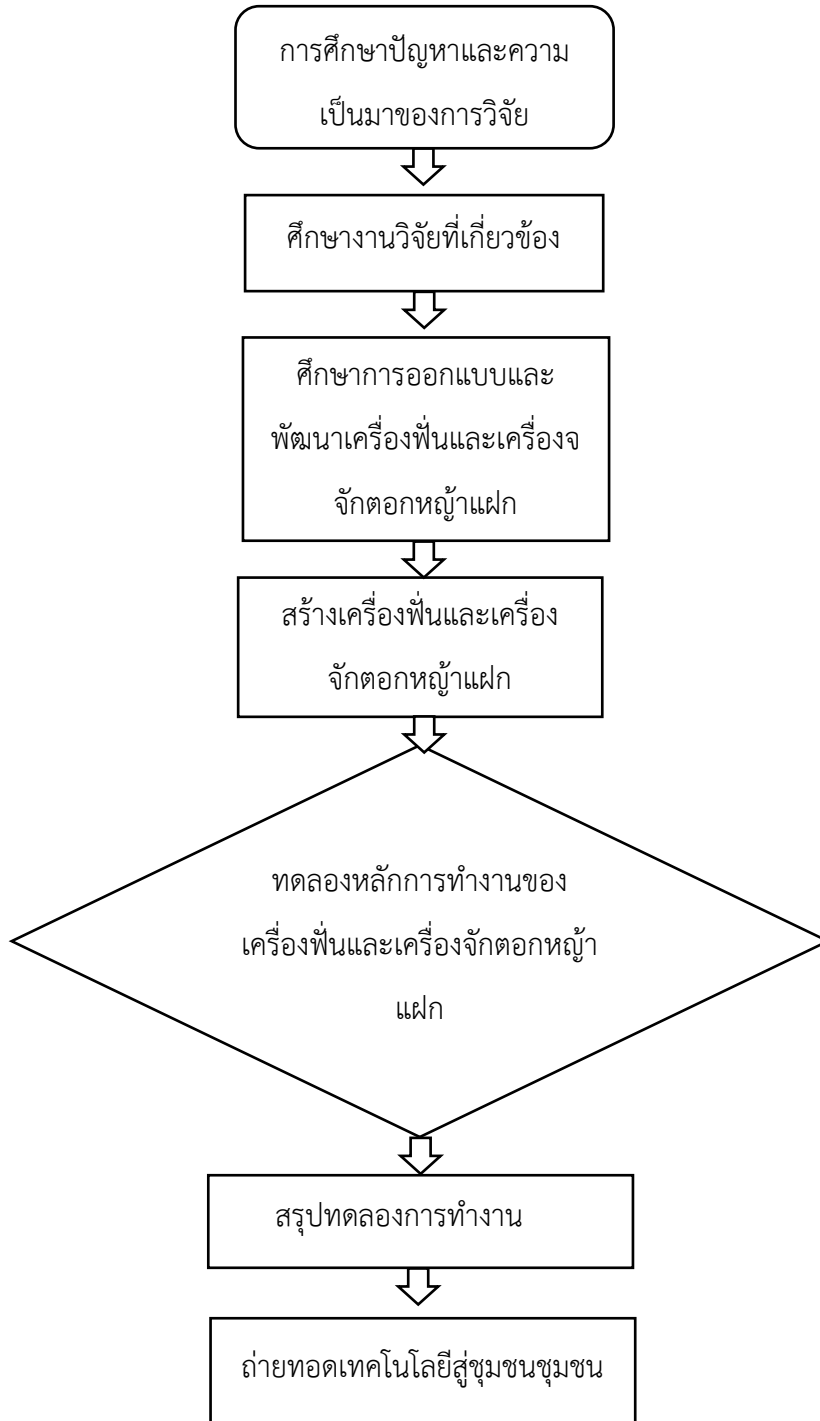 การศึกษาปัญหาและความ
เป็นมาของการวิจัย
ศึกษางานวิจัยที่เกี่ยวข้อง
ศึกษาการออกแบบและ
พัฒนาเครื่องฟั่นและเครื่องจ
จักตอกหญ้าแฝก
สร้างเครื่องฟั่นและเครื่อง
จักตอกหญ้าแฝก
ทดลองหลักการทำงานของ
เครื่องฟั่นและเครื่องจักตอกหญ้า
แฝก
สรุปทดลองการทำงาน
ถ่ายทอดเทคโนโลยีสู่ชุมชนชุมชน